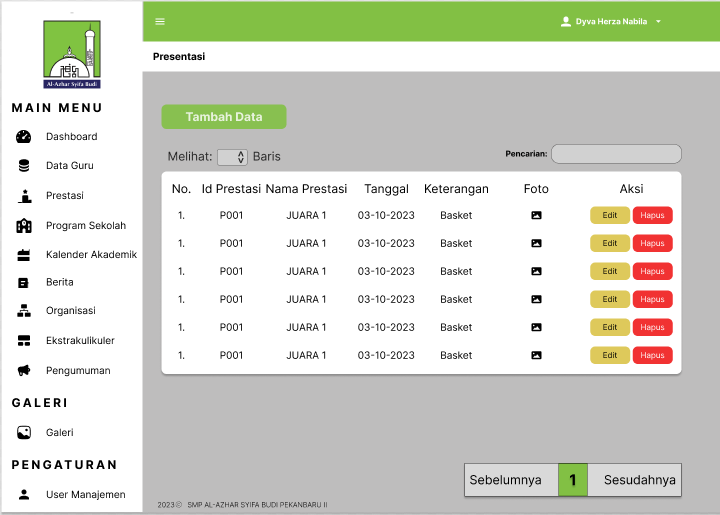 Al-Azhar Syifa Budi
MAIN MENU
Dashboard
Data Guru
Prestasi
Program Sekolah
Kalender Akademik
Berita
Organisasi
Ekstrakulikuler
Pengumuman
GALERI
Galeri
PENGATURAN
User Manajemen
Dyva Herza Nabila
Presentasi
Tambah Data
Melihat: Baris
Pencarian:
No. Id Prestasi Nama Prestasi Tanggal Keterangan Foto Aksi
1. P001 JUARA 1 03-10-2023 Basket Edit Hapus
1. P001 JUARA 1 03-10-2023 Basket Edit Hapus
1. P001 JUARA 1 03-10-2023 Basket Edit Hapus
1. P001 JUARA 1 03-10-2023 Basket Edit Hapus
1. P001 JUARA 1 03-10-2023 Basket Edit Hapus
1. P001 JUARA 1 03-10-2023 Basket Edit Hapus
Sebelumnya 1 Sesudahnya
2023© SMP AL-AZHAR SYIFA BUDI PEKANBARU II